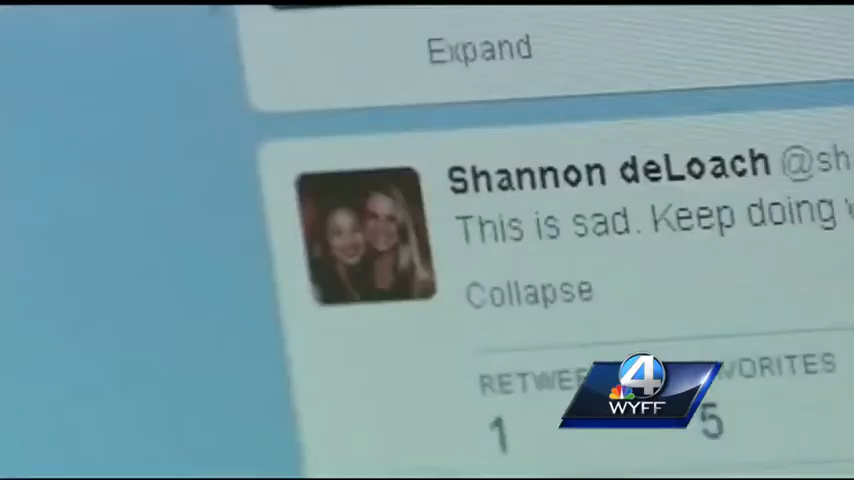 Expand
Shannon deLoach @sh
This is sad. Keep doing
Collapse
RETWEE
VORITES
1
5
4
WYFF